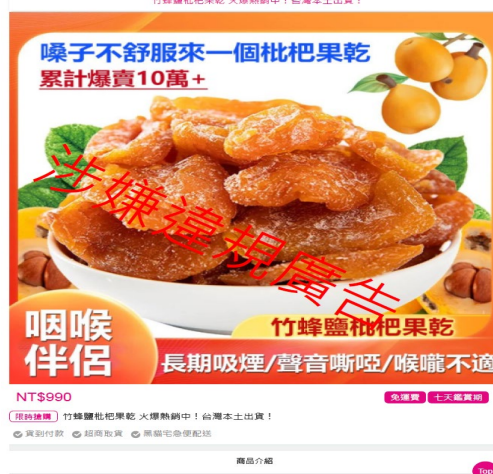 竹蜂鹽枇杷果乾 火爆熱銷中！台灣本土出貨！
嗓子不舒服來一個枇杷果乾
累計爆賣10萬+
涉嫌違規廣告
咽喉
伴侶
竹蜂鹽枇杷果乾
長期吸煙/聲音嘶啞/喉嚨不適
NT$990
免運費
七天鑑賞期
限時搶購
竹蜂鹽枇杷果乾 火爆熱銷中！台灣本土出貨！
貨到付款 超商取貨 黑貓宅急便配送
商品介紹
Top